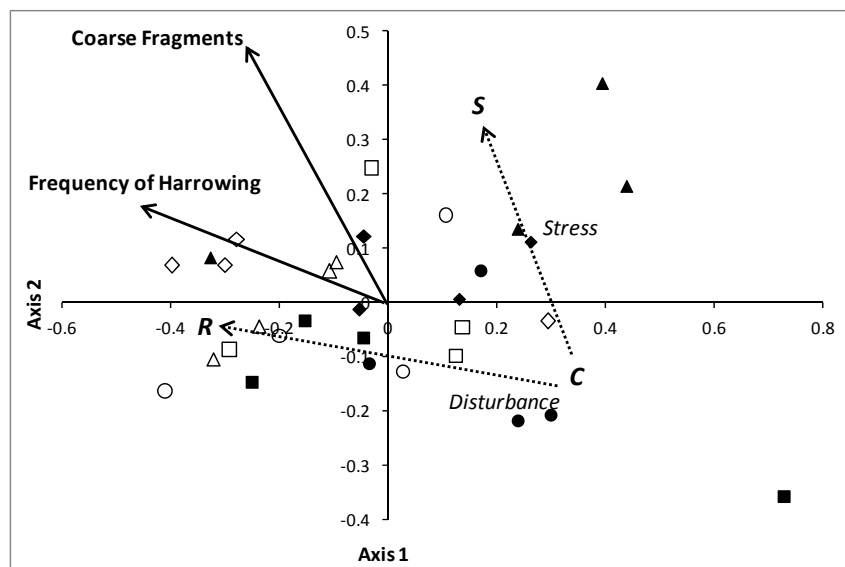 0.5
Coarse Fragments
0.4
0.3
S
0.2
Frequency of Harrowing
Stress
0.1
0
Axis 2
-0.6 -0.4 -0.2 0 0.2 0.4 0.6 0.8
R
-0.1
C
Disturbance
-0.2
-0.3
-0.4
Axis 1